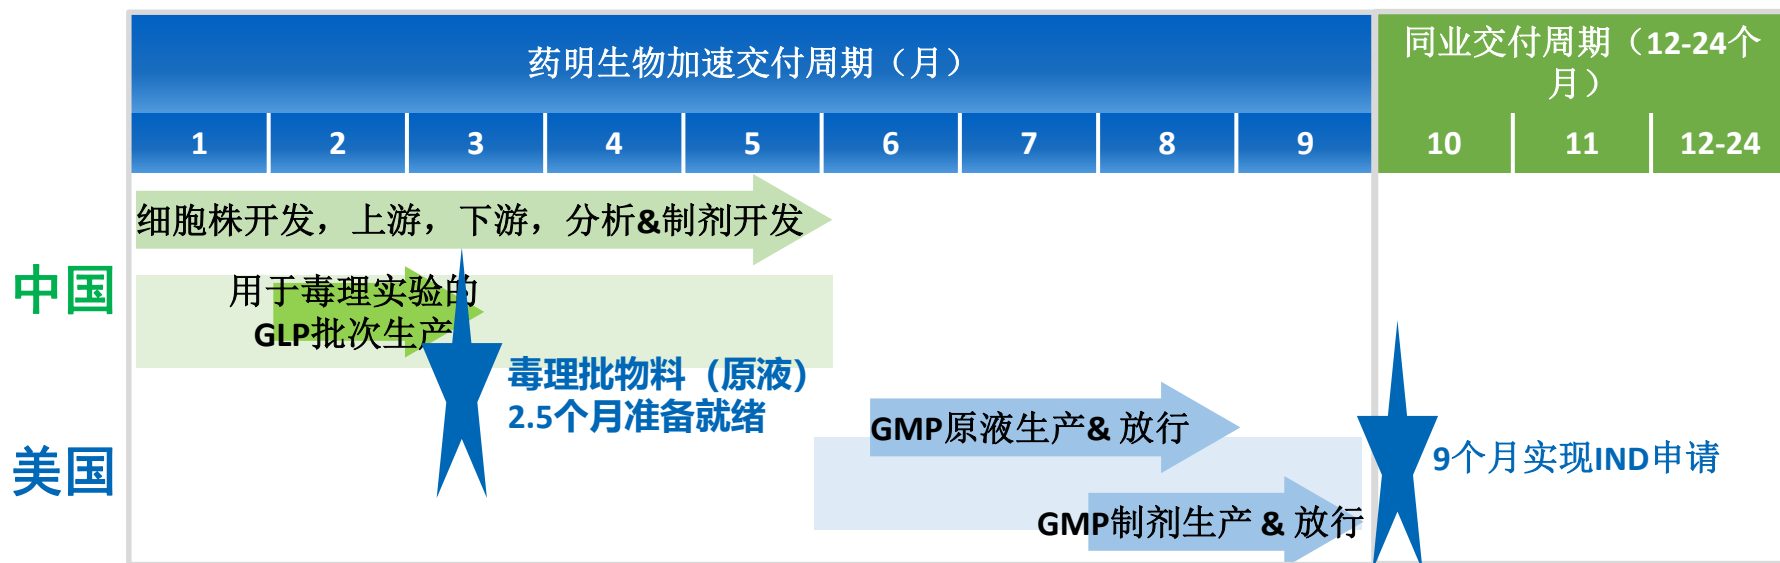 药明生物加速交付周期（月）
同业交付周期（12-24个
月）
1 2 3 4 5 6 7 8 9 10 11 12-24
细胞株开发，上游，下游，分析&制剂开发
中国
用于毒理实验的
GLP批次生产
毒理批物料（原液）
2.5个月准备就绪
GMP原液生产& 放行
美国
9个月实现IND申请
GMP制剂生产 & 放行